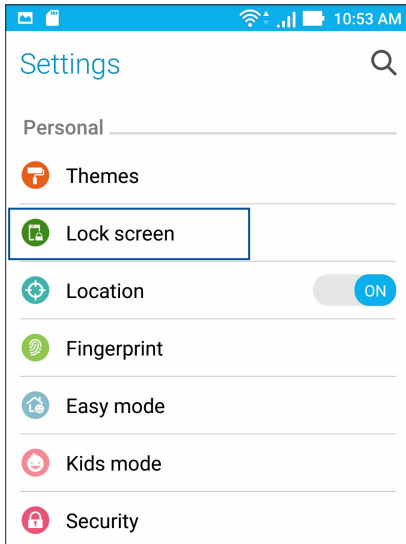 10:53 AM
Settings
Personal
Themes
Lock screen
Location
ON
Fingerprint
Easy mode
Kids mode
Security